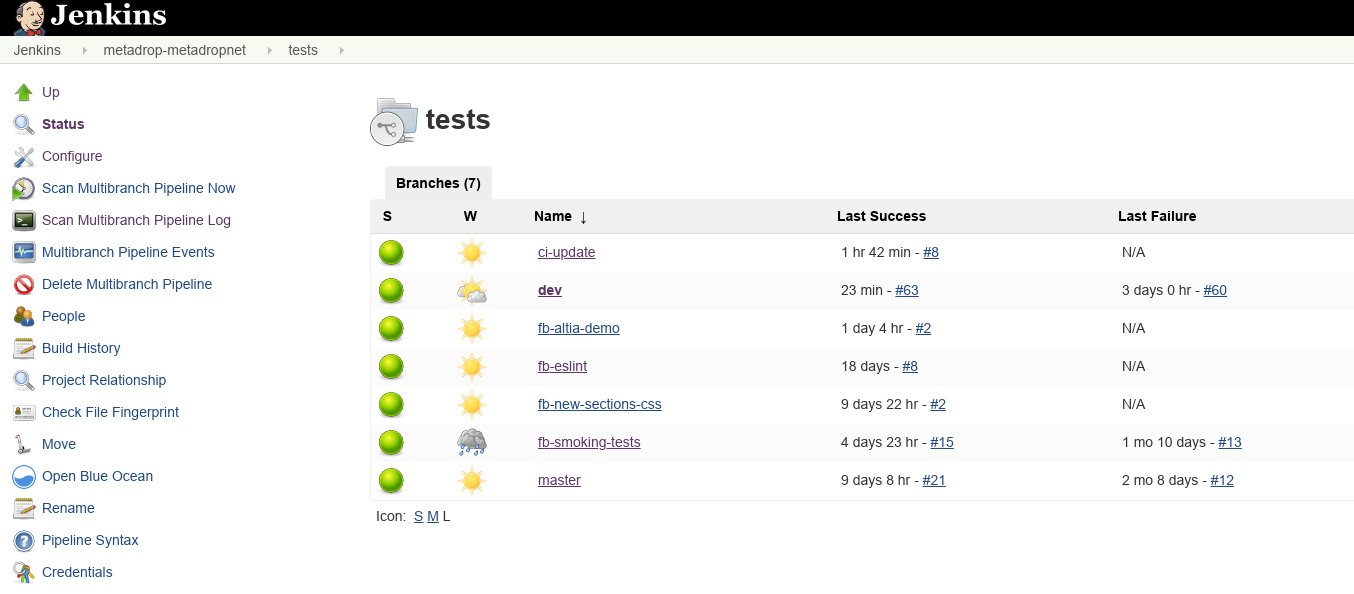 Jenkins
Jenkins metadrop-metadropnet tests
Up
Status
Configure
Scan Multibranch Pipeline Now
Scan Multibranch Pipeline Log
Multibranch Pipeline Events
Delete Multibranch Pipeline
People
Build History
Project Relationship
Check File Fingerprint
Move
Open Blue Ocean
Rename
Pipeline Syntax
Credentials
tests
Branches (7)
S W Name ↓ Last Success Last Failure
ci-update 1 hr 42 min - #8 N/A
dev 23 min - #63 3 days 0 hr - #60
fb-altia-demo 1 day 4 hr - #2 N/A
fb-eslint 18 days - #8 N/A
fb-new-sections-css 9 days 22 hr - #2 N/A
fb-smoking-tests 4 days 23 hr - #15 1 mo 10 days - #13
master 9 days 8 hr - #21 2 mo 8 days - #12
Icon: S M L